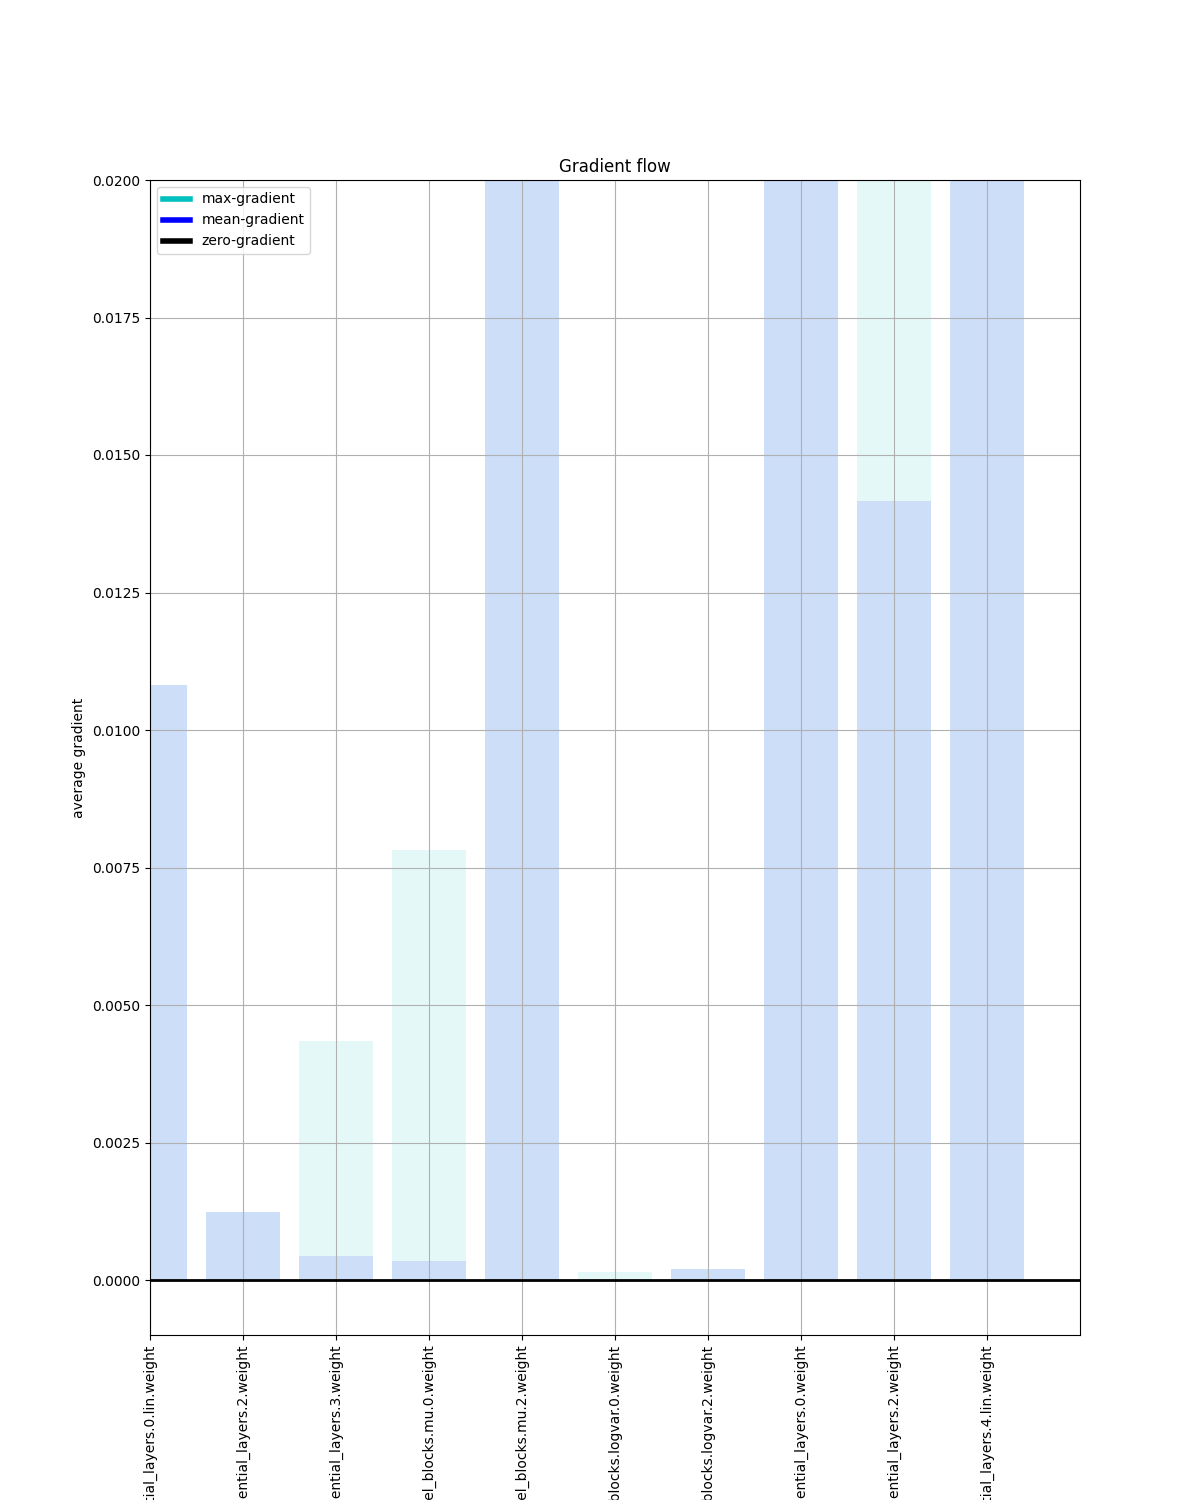 Gradient flow
max-gradient
mean-gradient
zero-gradient
0.0200
0.0175
0.0150
0.0125
0.0100
0.0075
0.0050
0.0025
0.0000
average gradient
tial_layers.0.lin.weight
ential_layers.2.weight
ential_layers.3.weight
el_blocks.mu.0.weight
el_blocks.mu.2.weight
blocks.logvar.0.weight
blocks.logvar.2.weight
ential_layers.0.weight
ential_layers.2.weight
tial_layers.4.lin.weight